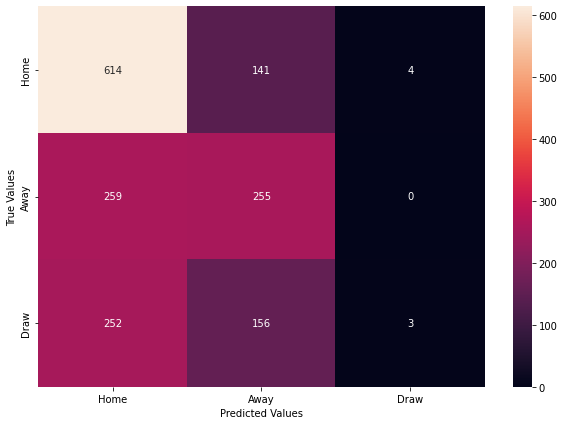 600
500
400
300
200
100
0
Home
Away
Draw
True Values
614 141 4
259 255 0
252 156 3
Home Away Draw
Predicted Values